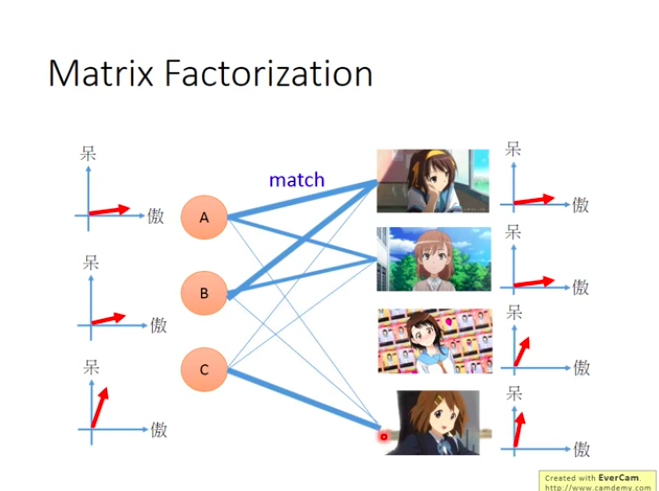 Matrix Factorization
呆
傲
呆
傲
呆
傲
match
A
B
C
呆
傲
呆
傲
呆
傲
呆
傲
Created with EverCam.
http://www.camdemy.com